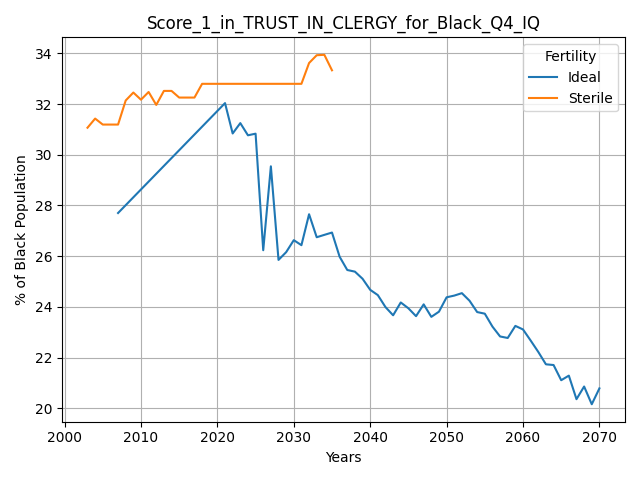 Score_1_in_TRUST_IN_CLERGY_for_Black_Q4_IQ
Fertility
Ideal
Sterile
% of Black Population
34
32
30
28
26
24
22
20
2000 2010 2020 2030 2040 2050 2060 2070
Years